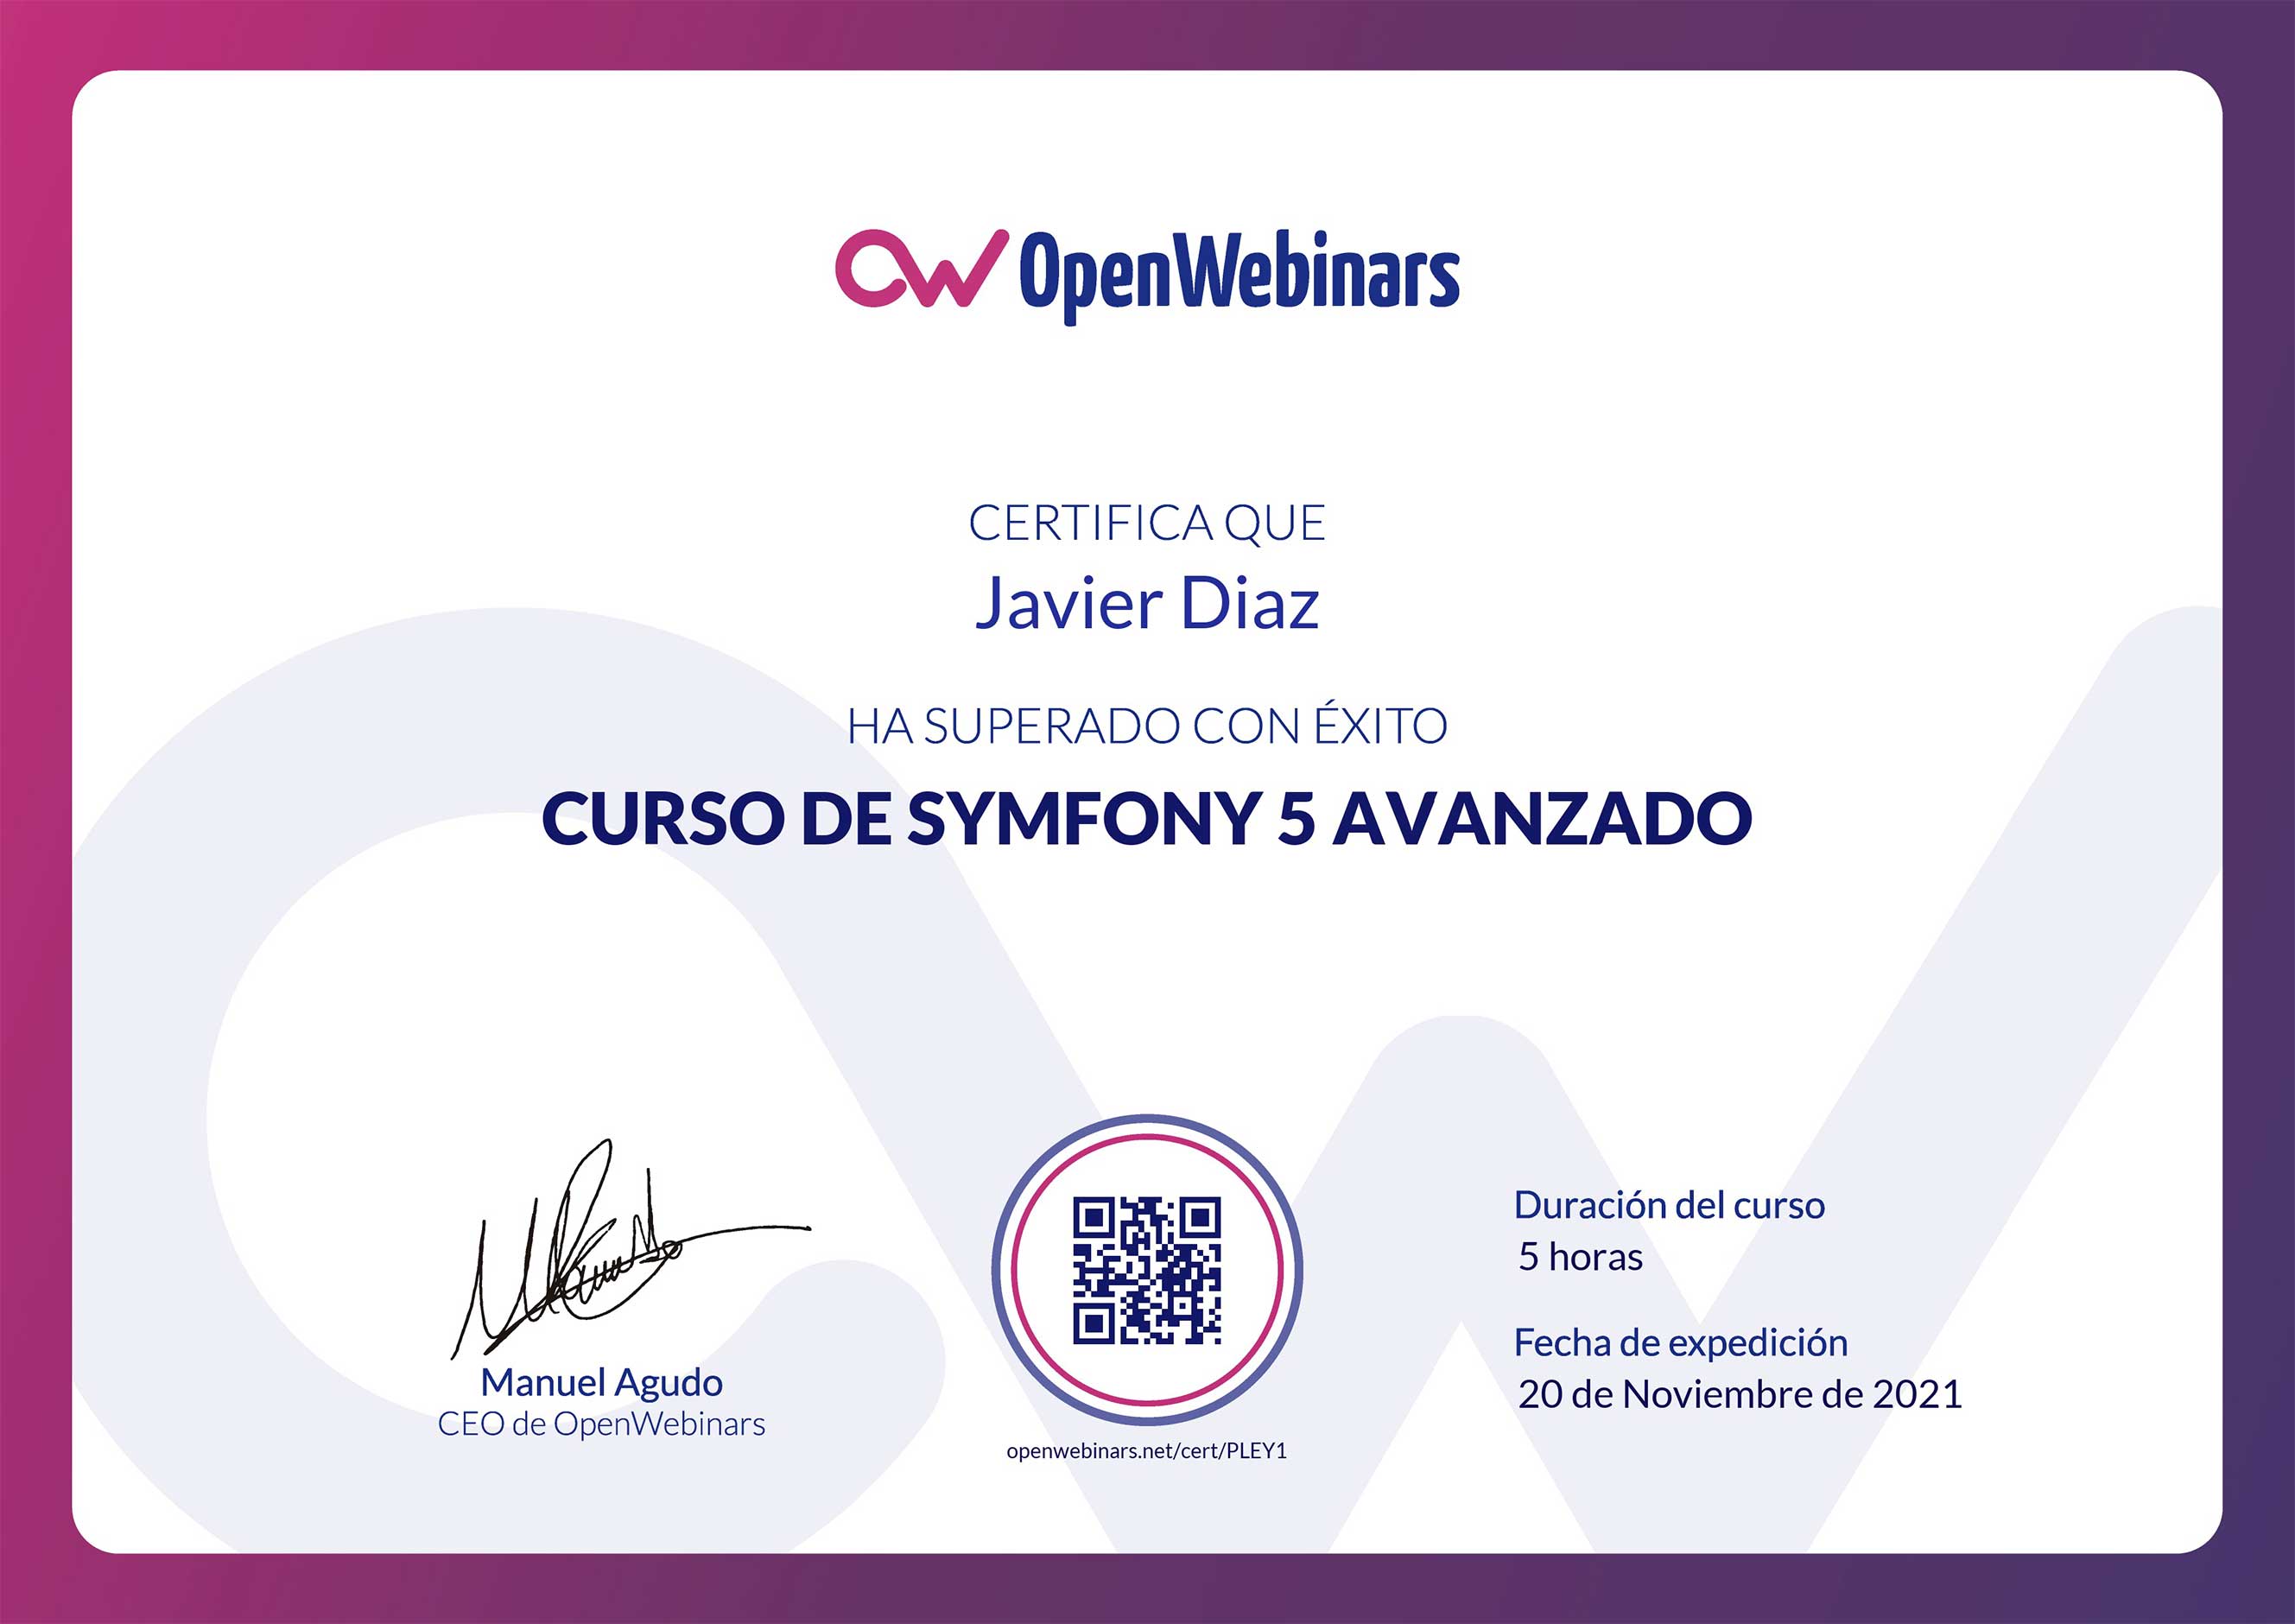 OpenWebinars
CERTIFICA QUE
Javier Diaz
HA SUPERADO CON ÉXITO
CURSO DE SYMFONY 5 AVANZADO
Manuel Agudo
CEO de OpenWebinars
openwebinars.net/cert/PLEY1
Duración del curso
5 horas
Fecha de expedición
20 de Noviembre de 2021